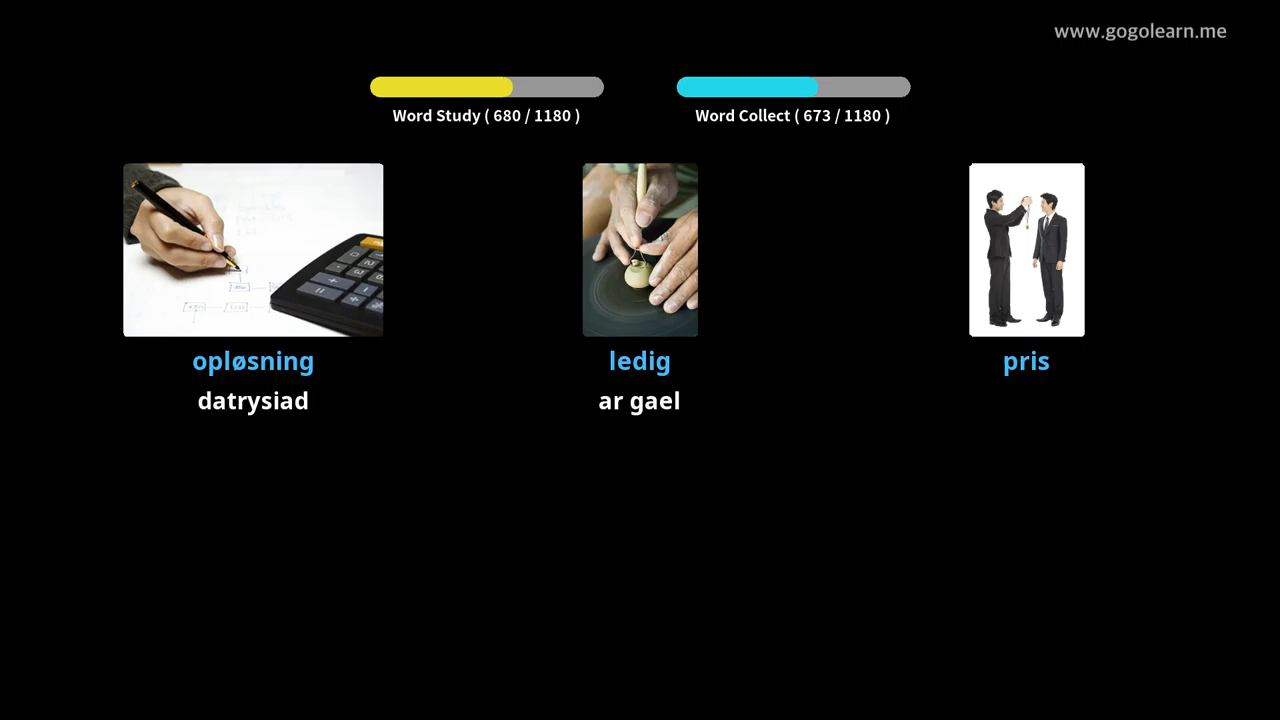 www.gogolearn.me
Word Study ( 680 / 1180 )
Word Collect ( 673 / 1180 )
opløsning
ledig
pris
datrysiad
ar gael